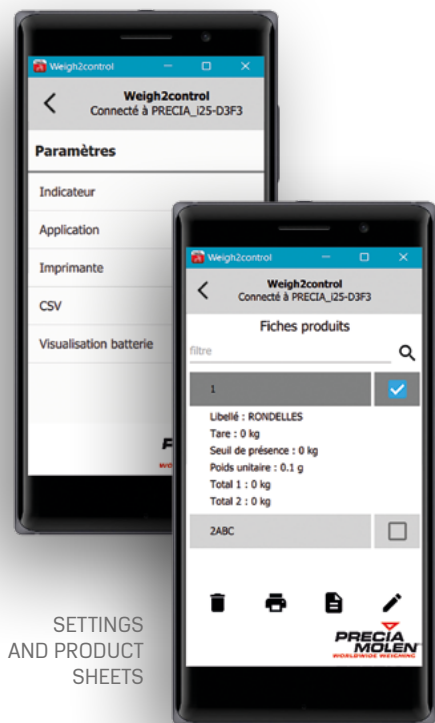 Weigh2control
Weigh2control
Connecté à PRECIA_i25-D3F3
Paramètres
Indicateur
Application
Imprimante
CSV
Visualisation batterie
Weigh2control
Weigh2control
Connecté à PRECIA_i25-D3F3
Fiches produits
filtre
1
Libellé : RONDELLES
Tare : 0 kg
Seuil de présence : 0 kg
Poids unitaire : 0.1 g
Total 1 : 0 kg
Total 2 : 0 kg
2ABC
PRECIA
MOLEN
WORLDWIDE WEIGHING
SETTINGS
AND PRODUCT
SHEETS